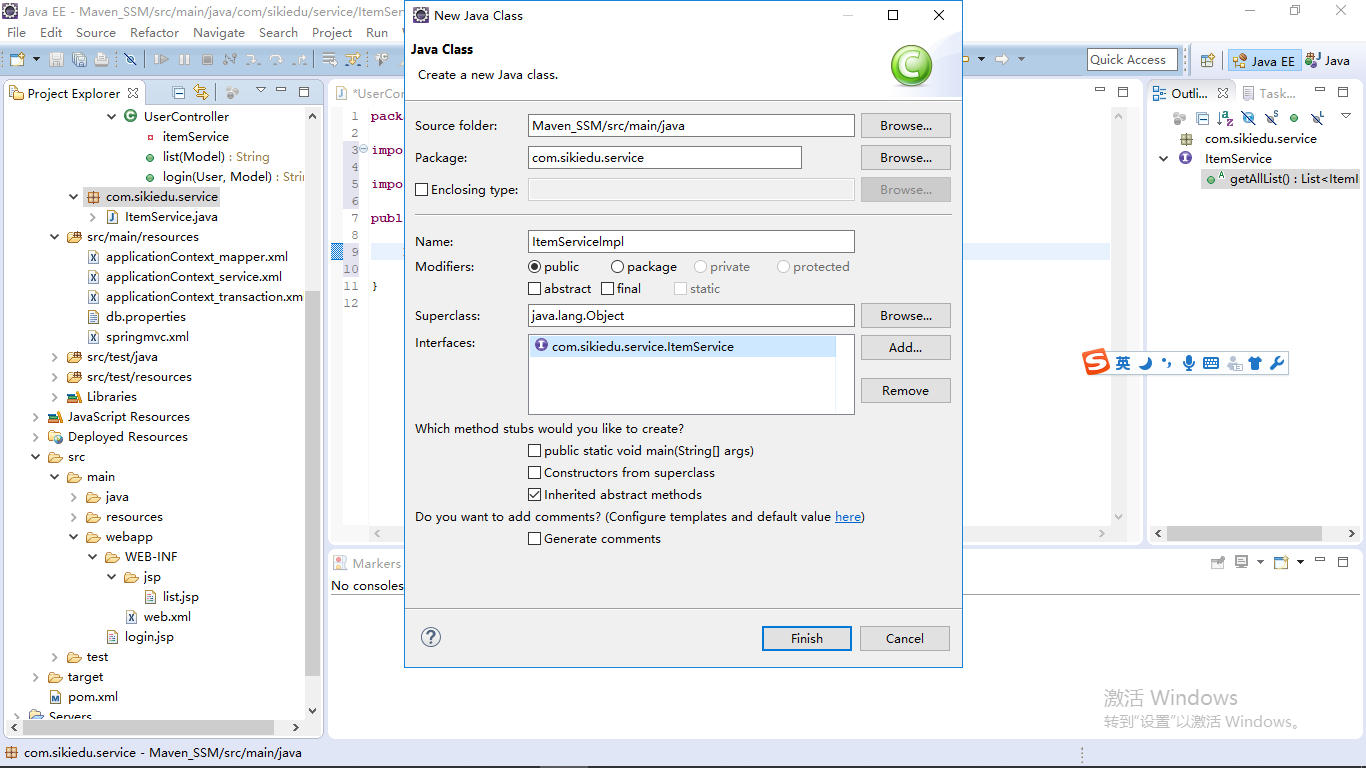 Java EE - Maven_SSM/src/main/java/com/sikiedu/service/ItemServ
New Java Class
File Edit Source Refactor Navigate Search Project Run
Java Class
Create a new Java class.
Quick Access
Java EE
Java
Project Explorer
UserController
itemService
list(Model) : String
login(User, Model) : Stri
com.sikiedu.service
ItemService.java
src/main/resources
applicationContext_mapper.xml
applicationContext_service.xml
applicationContext_transaction.xm
db.properties
springmvc.xml
src/test/java
src/test/resources
Libraries
JavaScript Resources
Deployed Resources
src
main
java
resources
webapp
WEB-INF
jsp
list.jsp
web.xml
login.jsp
test
target
pom.xml
Servers
*UserCo
1 pack
2
3 impo
4
5 impo
6
7 publ
8
9
10
11 }
12
Source folder: Maven_SSM/src/main/java Browse...
Package: com.sikiedu.service Browse...
Enclosing type: Browse...
Name: ItemServiceImpl
Modifiers: public package private protected
abstract final static
Superclass: java.lang.Object Browse...
Interfaces: com.sikiedu.service.ItemService Add...
Remove
Which method stubs would you like to create?
public static void main(String[] args)
Constructors from superclass
Inherited abstract methods
Do you want to add comments? (Configure templates and default value here)
Generate comments
Finish Cancel
Outli...
Task...
com.sikiedu.service
ItemService
getAllList() : List<ItemI
英
Markers
No consoles
激活 Windows
转到"设置"以激活 Windows。
com.sikiedu.service - Maven_SSM/src/main/java